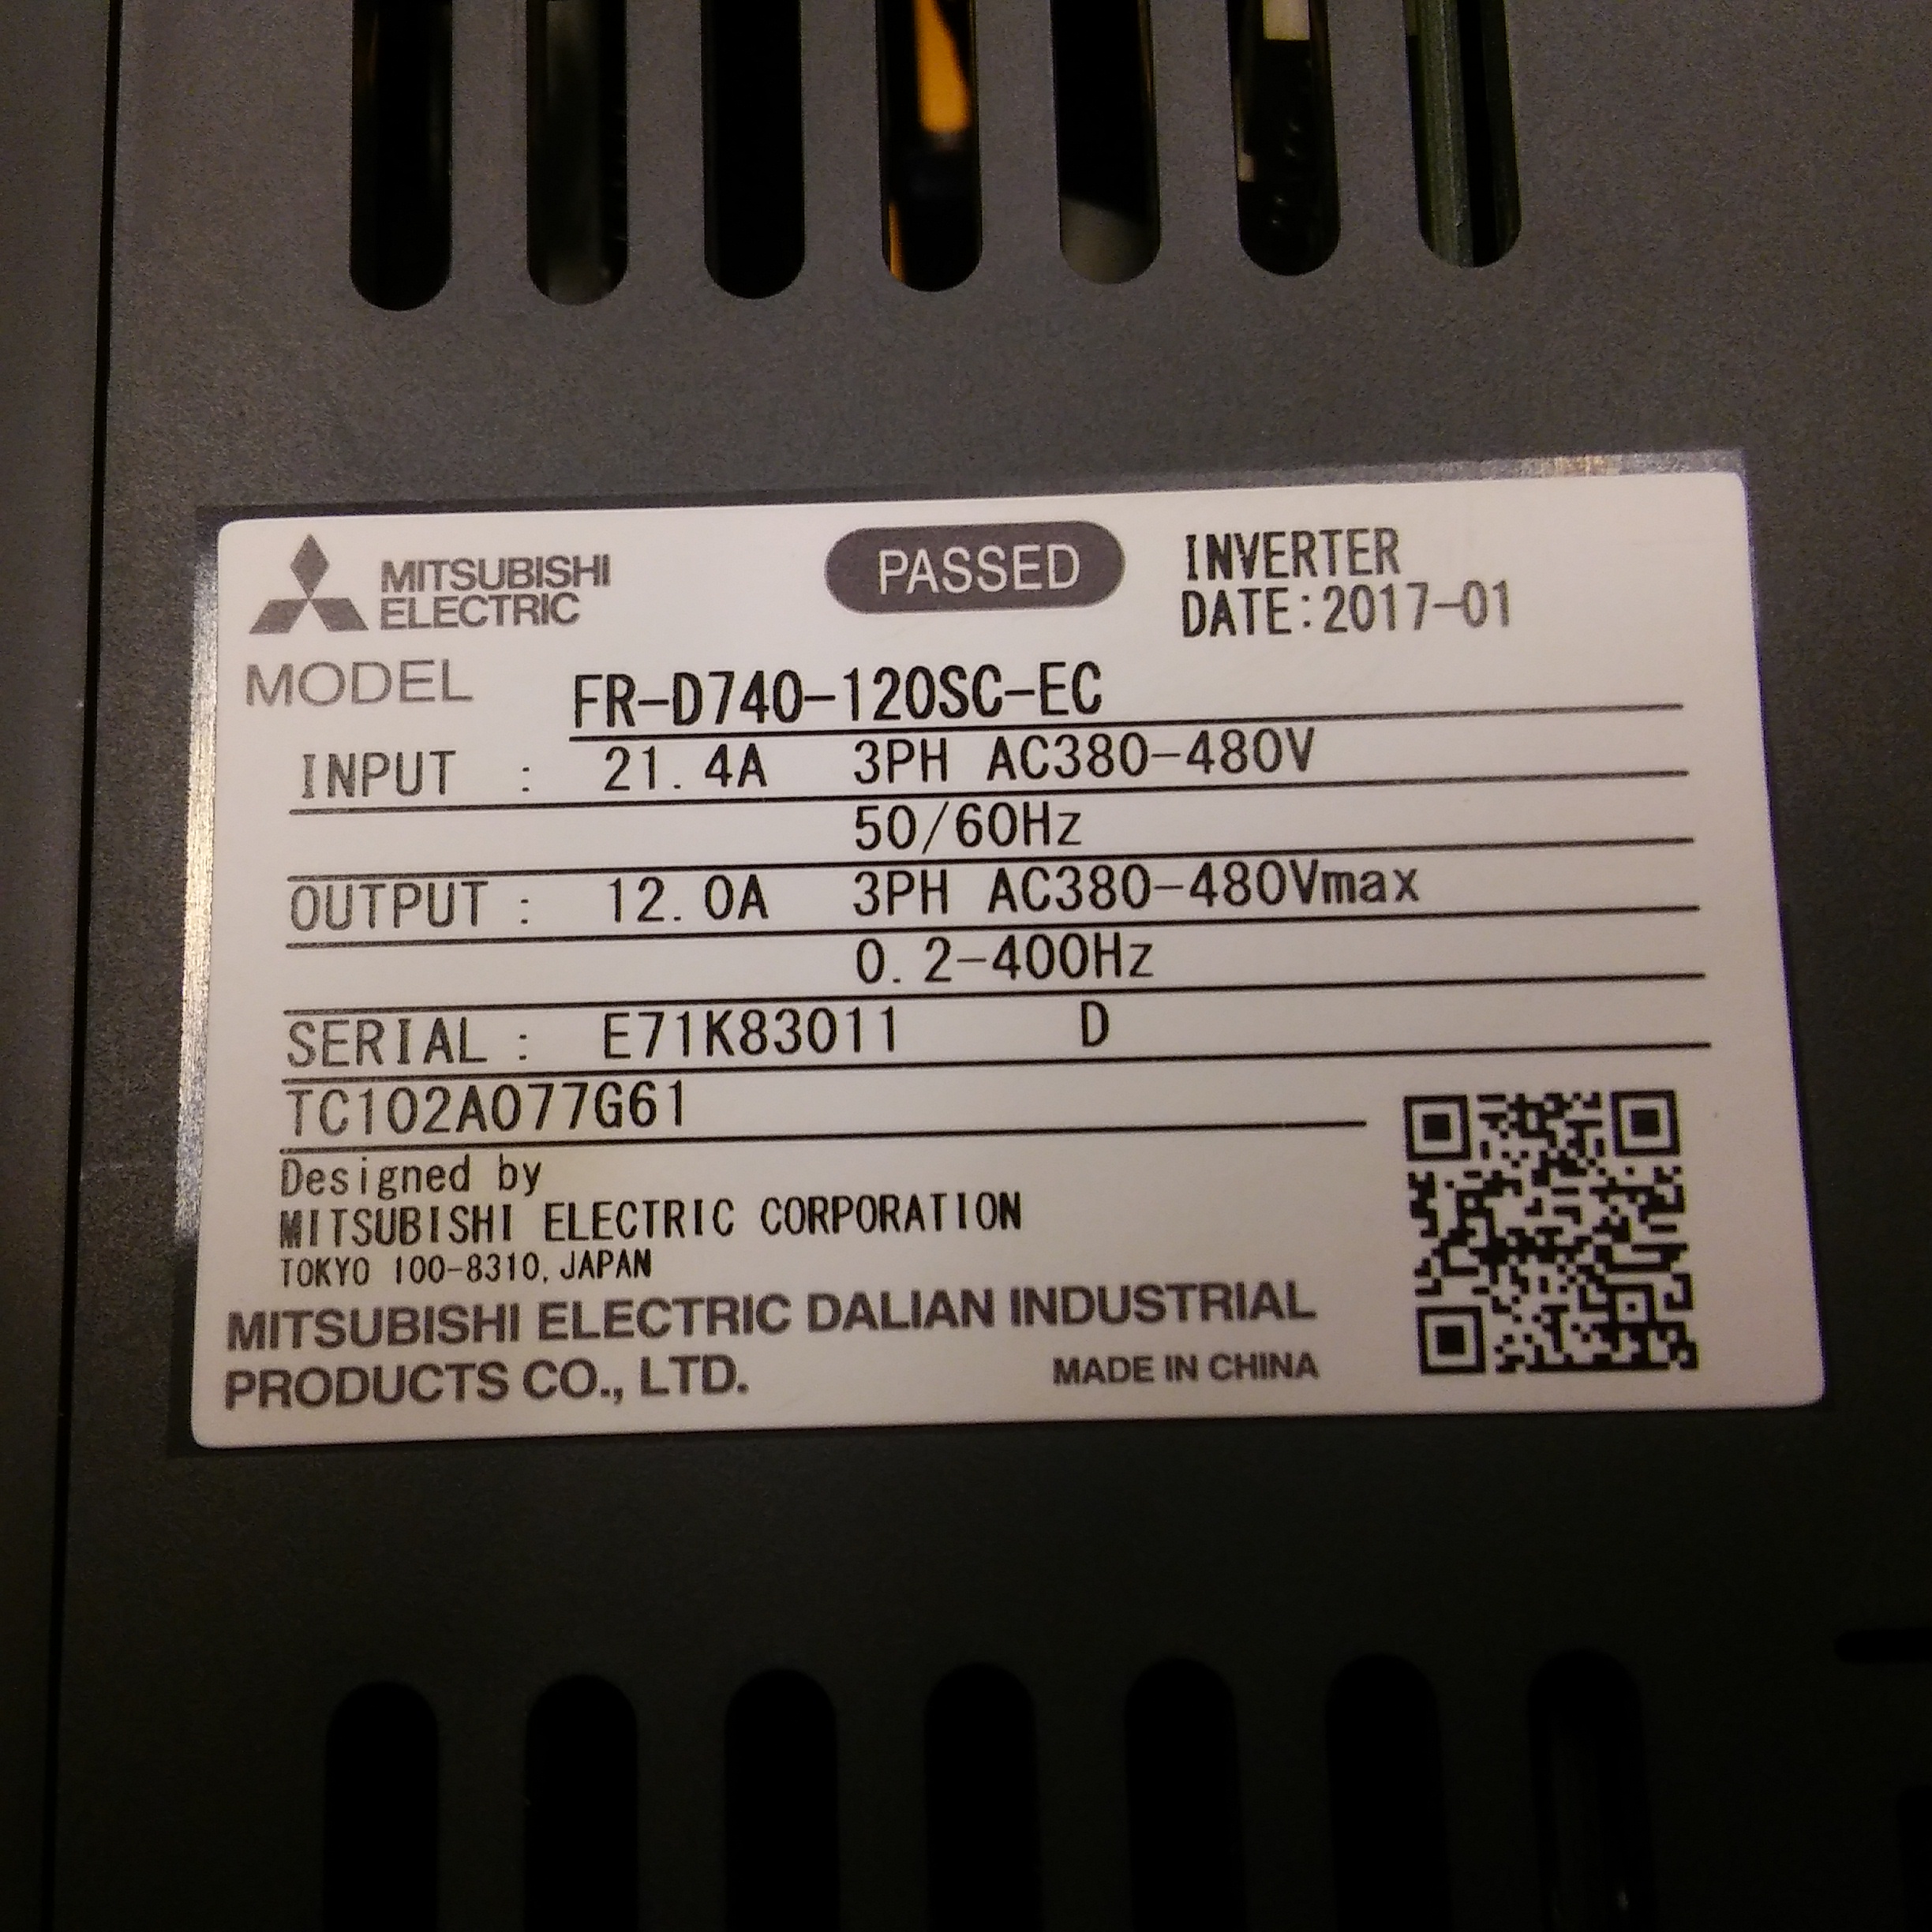 MITSUBISHI
ELECTRIC
PASSED
INVERTER
DATE:2017-01
MODEL FR-D740-120SC-EC
INPUT : 21.4A 3PH AC380-480V
50/60Hz
OUTPUT : 12.0A 3PH AC380-480Vmax
0.2-400Hz
SERIAL : E71K83011 D
TC102A077G61
Designed by
MITSUBISHI ELECTRIC CORPORATION
TOKYO 100-8310, JAPAN
MITSUBISHI ELECTRIC DALIAN INDUSTRIAL
PRODUCTS CO., LTD. MADE IN CHINA